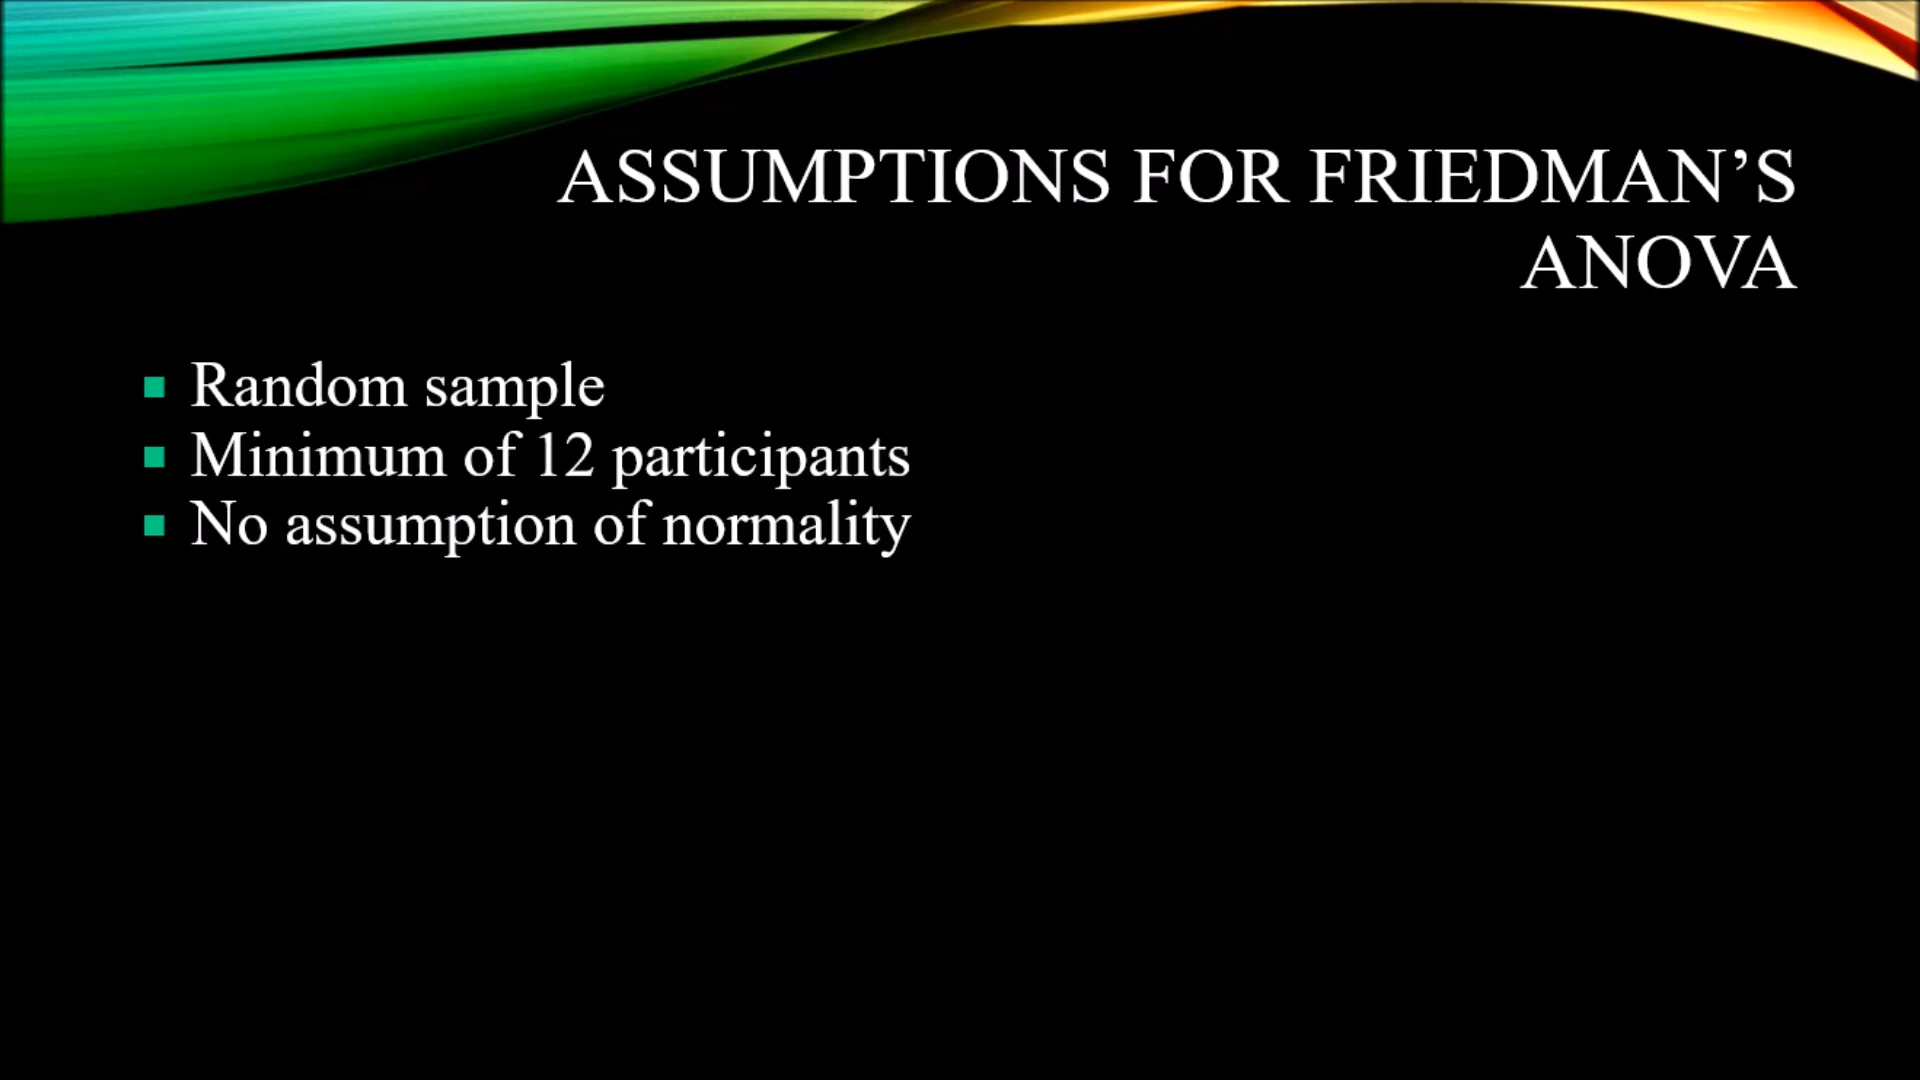 ASSUMPTIONS FOR FRIEDMAN’S
ANOVA
Random sample
Minimum of 12 participants
No assumption of normality